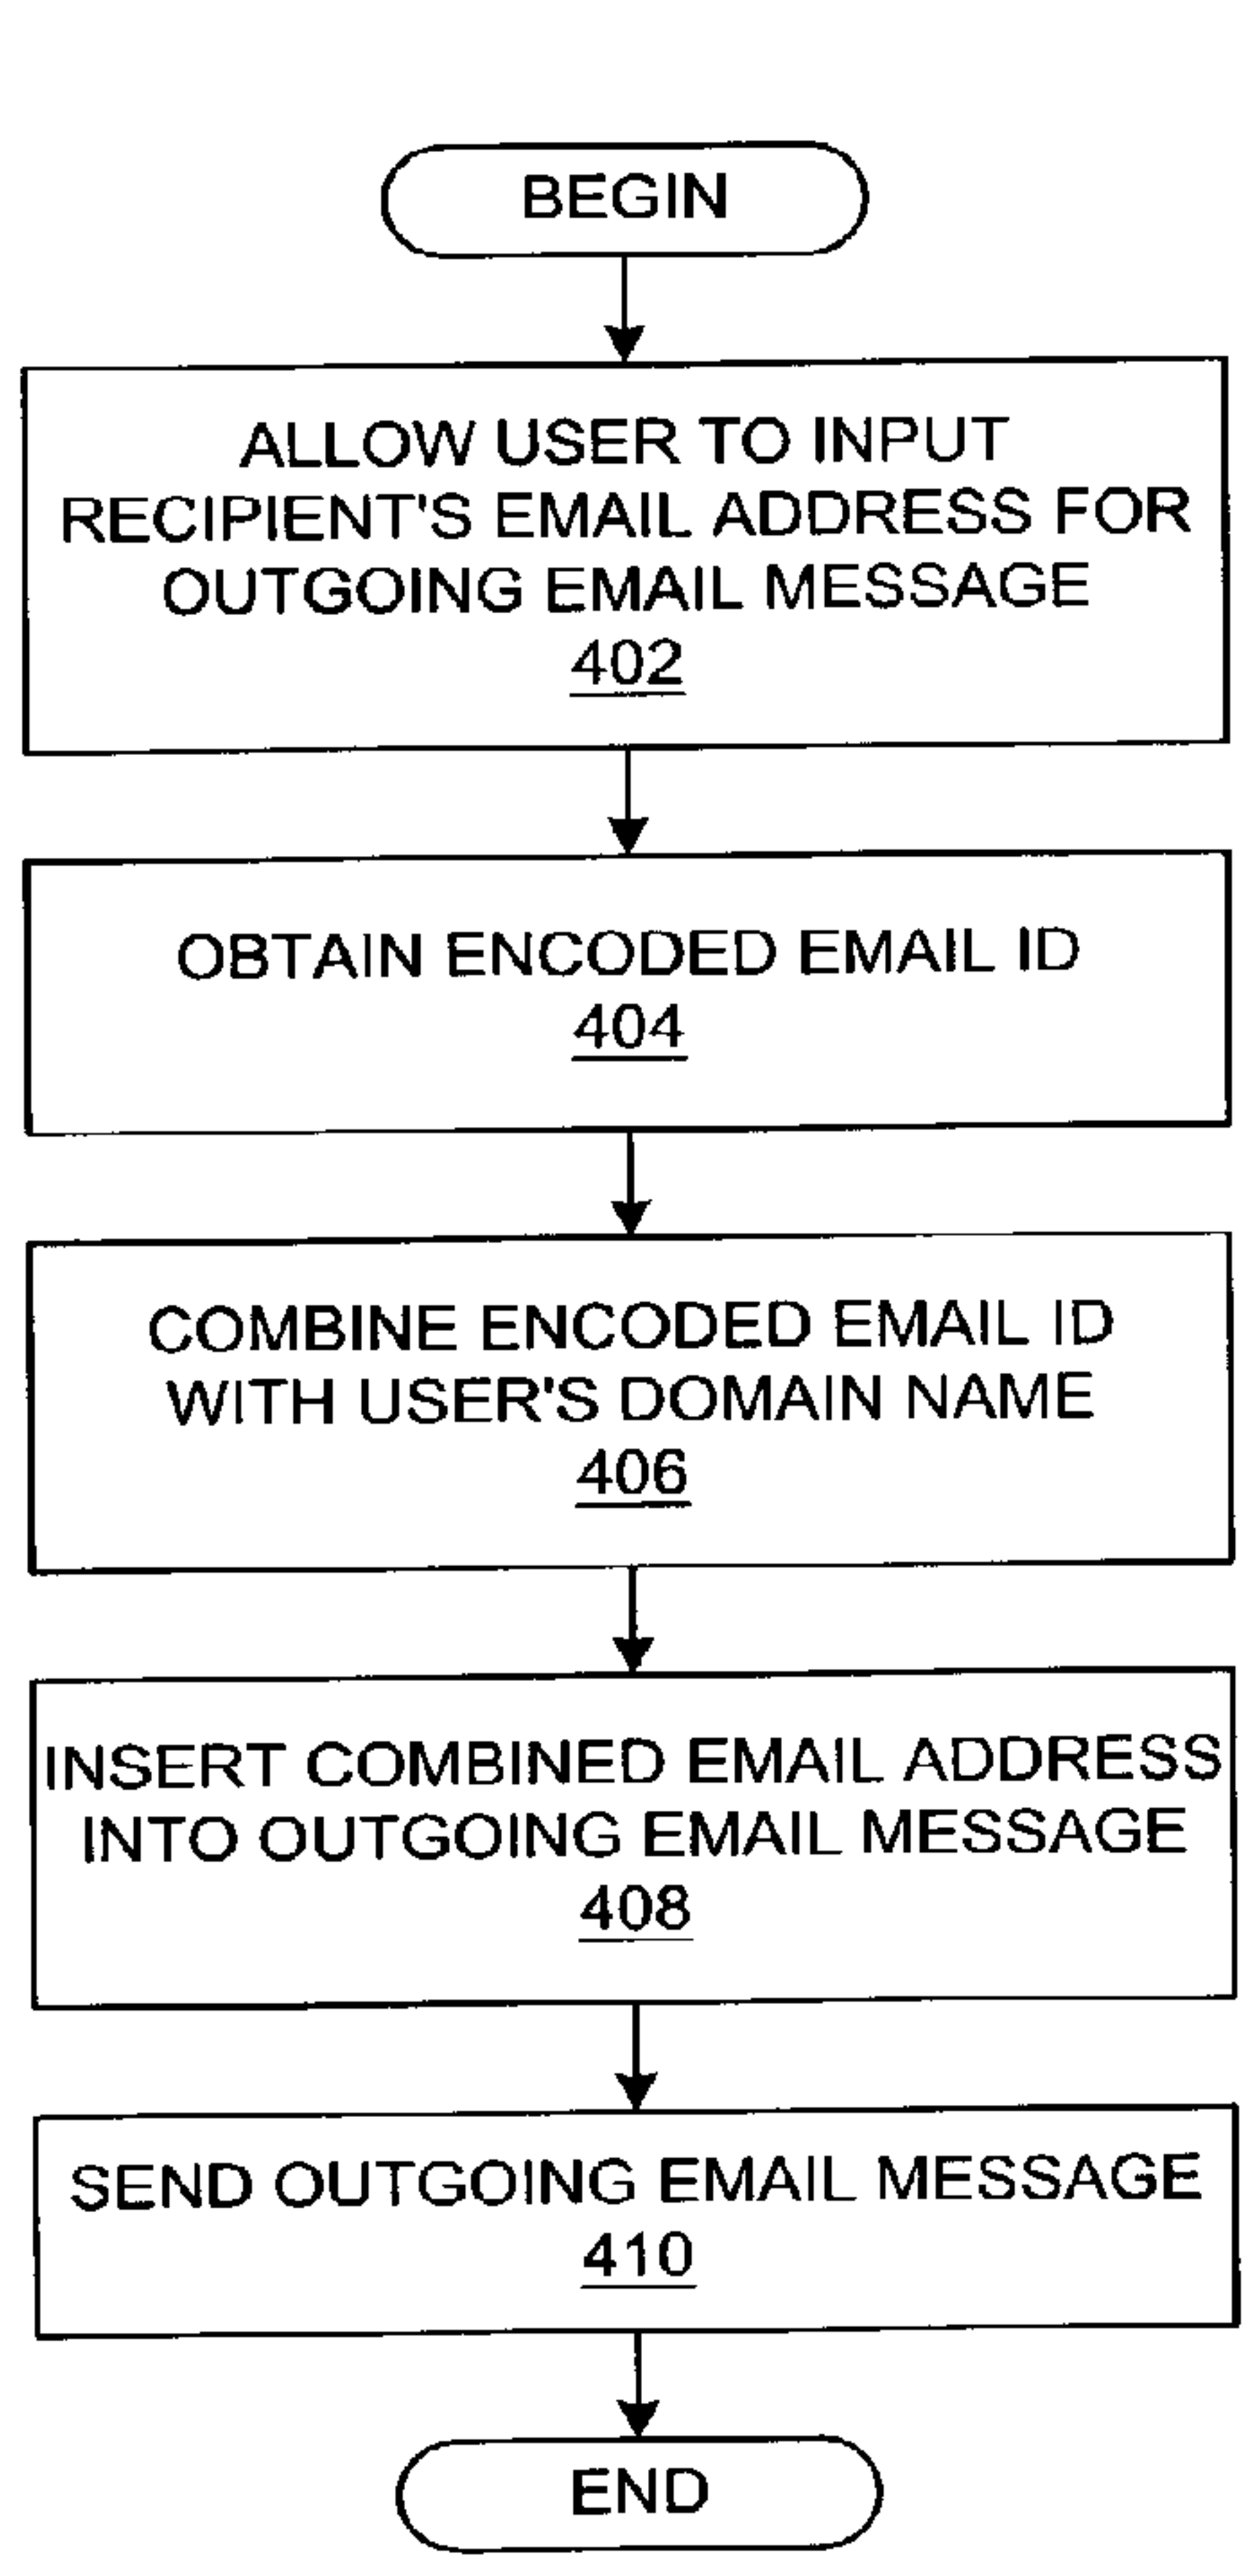 BEGIN
ALLOW USER TO INPUT
RECIPIENT'S EMAIL ADDRESS FOR
OUTGOING EMAIL MESSAGE
402
OBTAIN ENCODED EMAIL ID
404
COMBINE ENCODED EMAIL ID
WITH USER'S DOMAIN NAME
406
INSERT COMBINED EMAIL ADDRESS
INTO OUTGOING EMAIL MESSAGE
408
SEND OUTGOING EMAIL MESSAGE
410
END